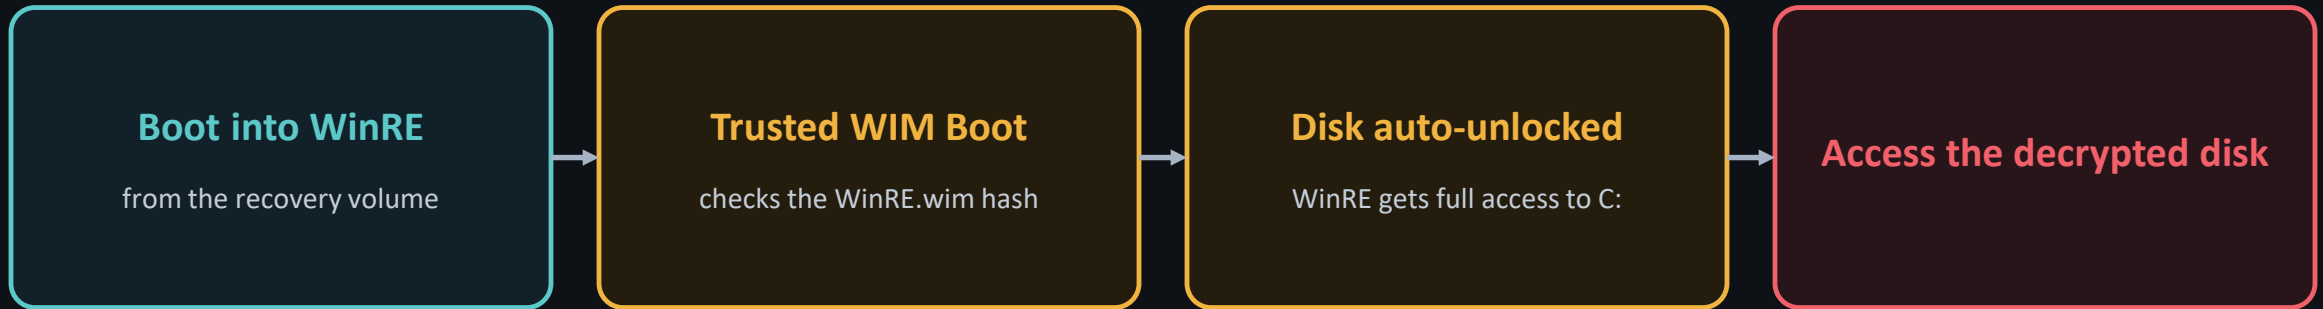 Boot into WinRE
from the recovery volume
Trusted WIM Boot
checks the WinRE.wim hash
Disk auto-unlocked
WinRE gets full access to C:
Access the decrypted disk